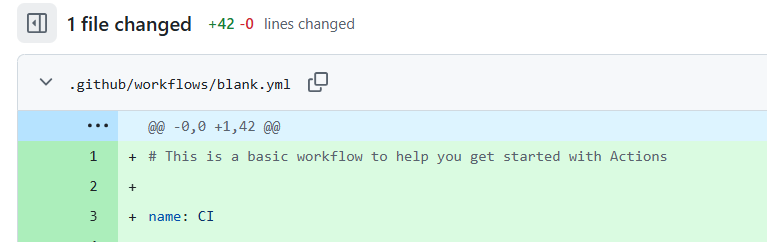 1 file changed +42 -0 lines changed
.github/workflows/blank.yml
... @@ -0,0 +1,42 @@
1 + # This is a basic workflow to help you get started with Actions
2 +
3 + name: CI